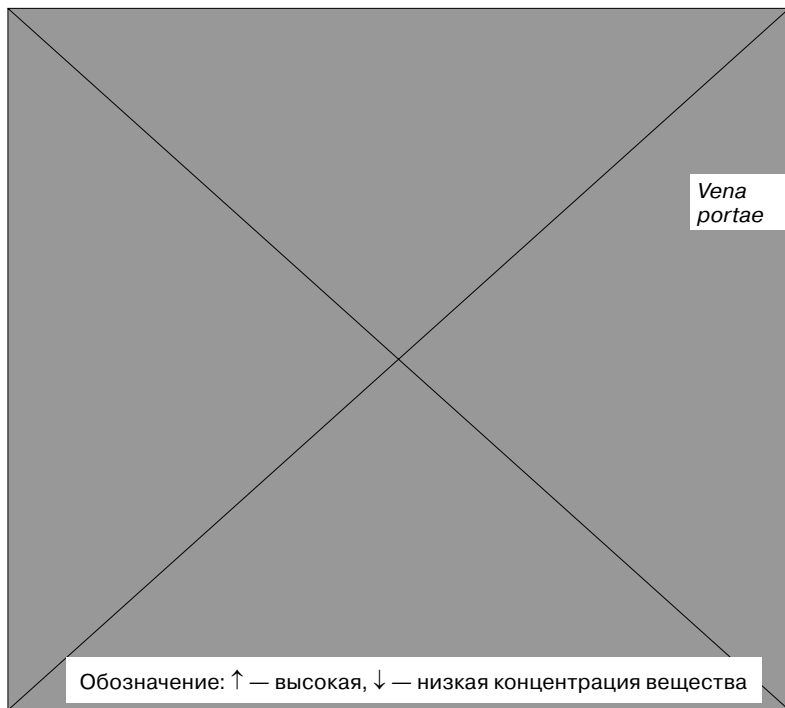 Vena
portae
Обозначение: ↑ — высокая, ↓ — низкая концентрация вещества